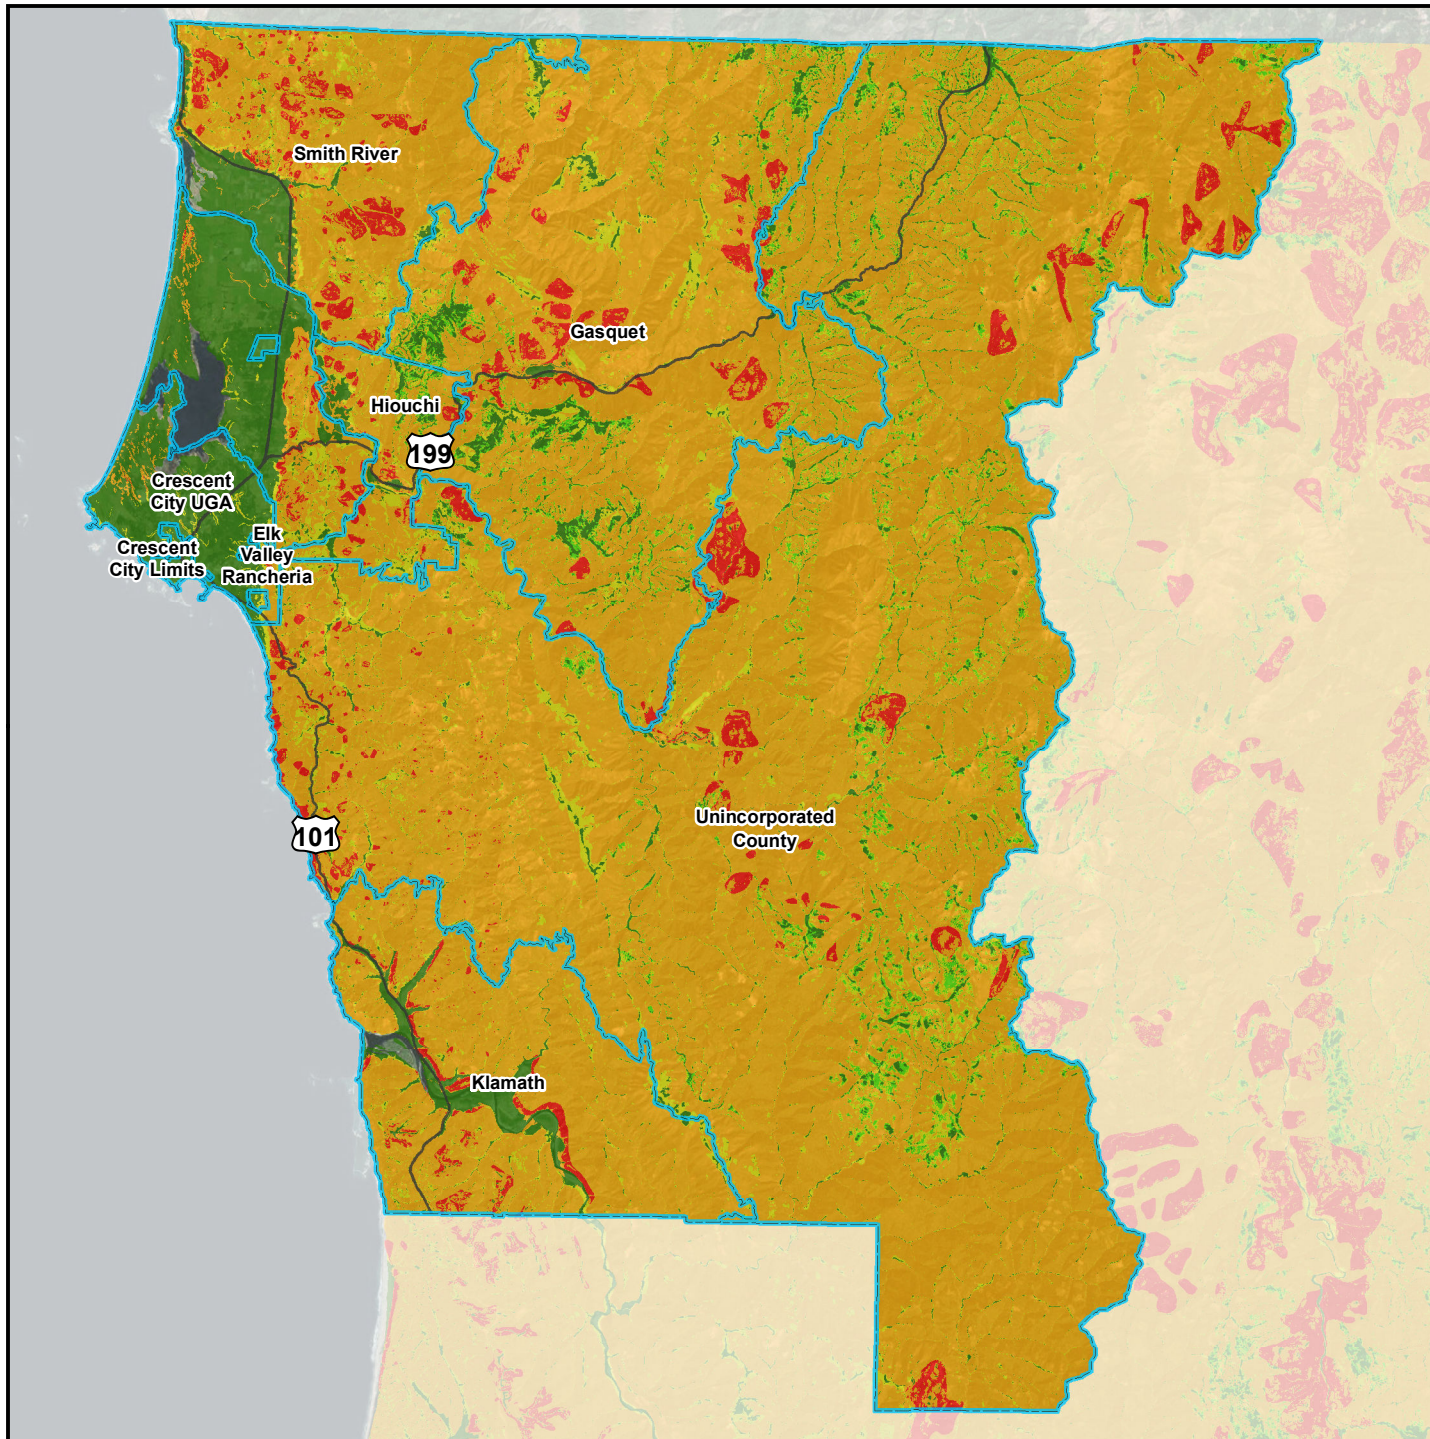 Smith River
Gasquet
Hiouchi
199
Crescent
City UGA
Elk
Valley
Rancheria
Crescent
City Limits
Unincorporated
County
101
Klamath